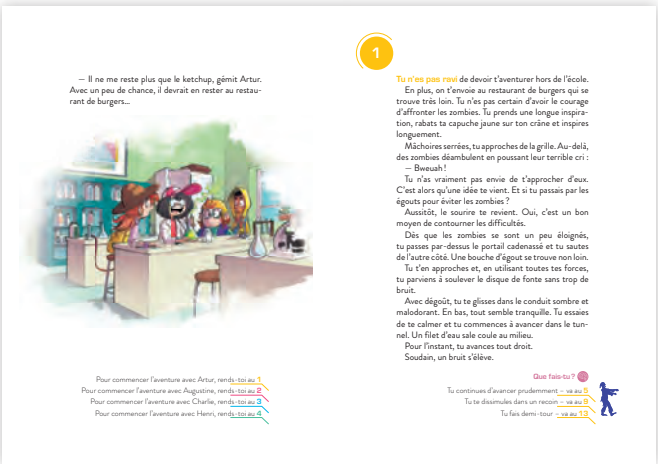 — Il ne me reste plus que le ketchup, gémit Artur.
Avec un peu de chance, il devrait en rester au restau-
rant de burgers...
Pour commencer l'aventure avec Artur, rends-toi au 1
Pour commencer l'aventure avec Augustine, rends-toi au 2
Pour commencer l'aventure avec Charlie, rends-toi au 3
Pour commencer l'aventure avec Henri, rends-toi au 4
1
Tu n'es pas ravi de devoir t'aventurer hors de l'école.
En plus, on t'envoie au restaurant de burgers qui se
trouve très loin. Tu n'es pas certain d'avoir le courage
d'affronter les zombies. Tu prends une longue inspira-
tion, rabats ta capuche jaune sur ton crâne et inspires
longuement.
Mâchoires serrées, tu approches de la grille. Au-delà,
des zombies déambulent en poussant leur terrible cri :
— Bweuah !
Tu n'as vraiment pas envie de t'approcher d'eux.
C'est alors qu'une idée te vient. Et si tu passais par les
égouts pour éviter les zombies ?
Aussitôt, le sourire te revient. Oui, c'est un bon
moyen de contourner les difficultés.
Dès que les zombies se sont un peu éloignés,
tu passes par-dessus le portail cadenassé et tu sautes
de l'autre côté. Une bouche d'égout se trouve non loin.
Tu t'en approches et, en utilisant toutes tes forces,
tu parviens à soulever le disque de fonte sans trop de
bruit.
Avec dégoût, tu te glisses dans le conduit sombre et
malodorant. En bas, tout semble tranquille. Tu essaies
de te calmer et tu commences à avancer dans le tun-
nel. Un filet d'eau sale coule au milieu.
Pour l'instant, tu avances tout droit.
Soudain, un bruit s'élève.
Que fais-tu ?
Tu continues d'avancer prudemment – va au 5
Tu te dissimules dans un recoin – va au 9
Tu fais demi-tour – va au 13